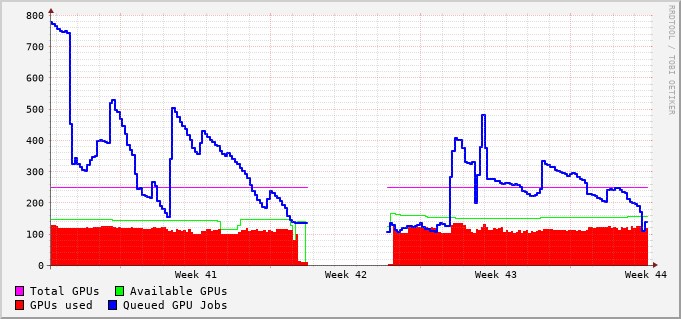 RRDTOOL / TOBI OETIKER
800
700
600
500
400
300
200
100
0
Week 41 Week 42 Week 43 Week 44
Total GPUs Available GPUs
GPUs used Queued GPU Jobs